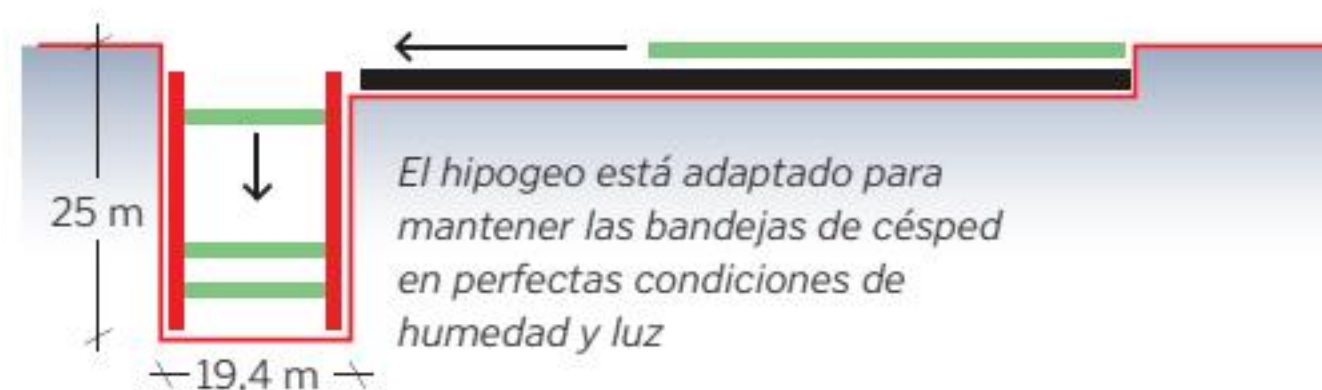 El hipogeo está adaptado para
mantener las bandejas de césped
en perfectas condiciones de
humedad y luz
25 m
19,4 m